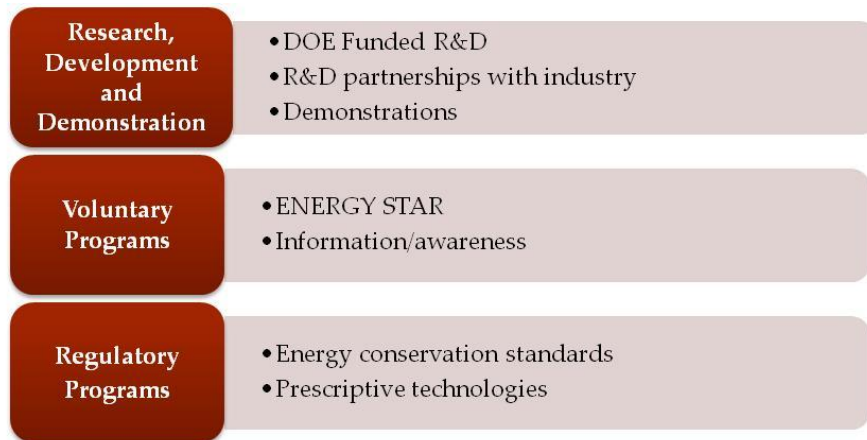 Research,
Development
and
Demonstration
• DOE Funded R&D
• R&D partnerships with industry
• Demonstrations
Voluntary
Programs
• ENERGY STAR
• Information/awareness
Regulatory
Programs
• Energy conservation standards
• Prescriptive technologies